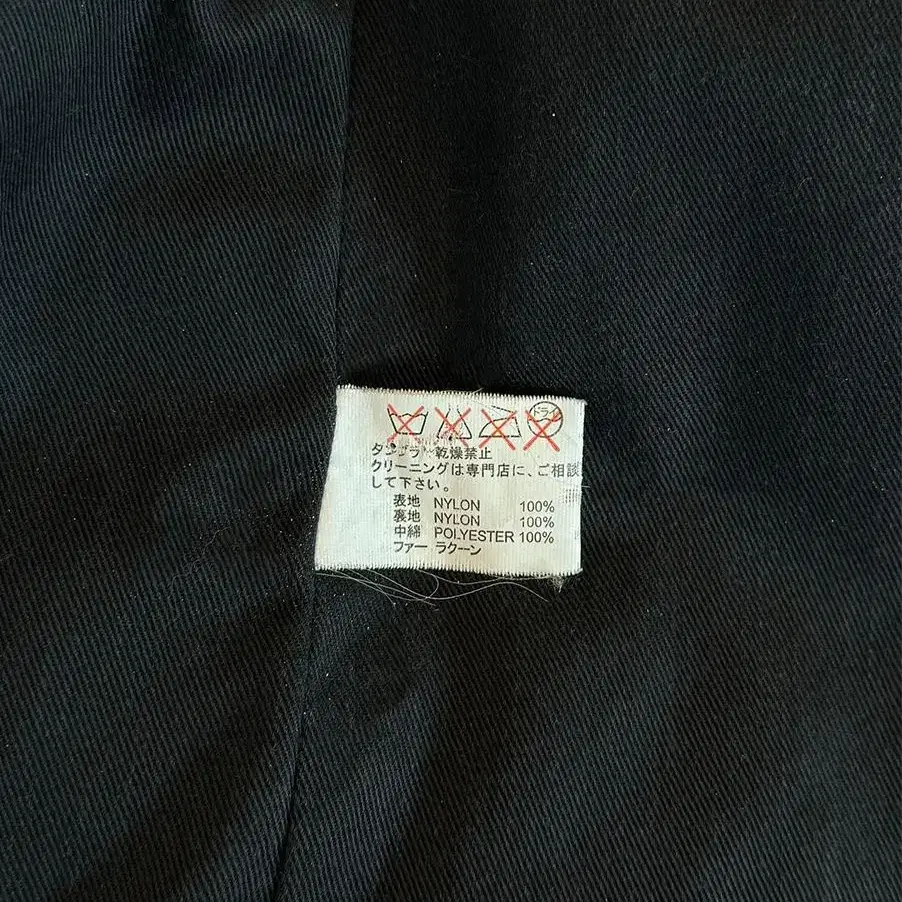 ドライ
タンブラー乾燥禁止
クリーニングは専門店に、ご相談
して下さい。
表地 NYLON 100%
裏地 NYLON 100%
中綿 POLYESTER 100%
ファー ラクーン